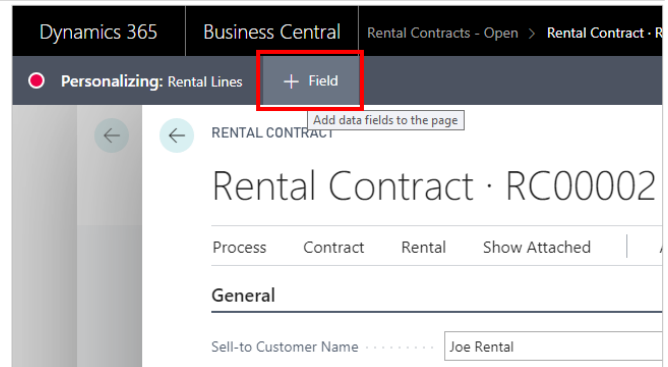 Dynamics 365 Business Central Rental Contracts - Open > Rental Contract · R
Personalizing: Rental Lines + Field
Add data fields to the page
RENTAL CONTRACT
Rental Contract · RC00002
Process Contract Rental Show Attached
General
Sell-to Customer Name Joe Rental